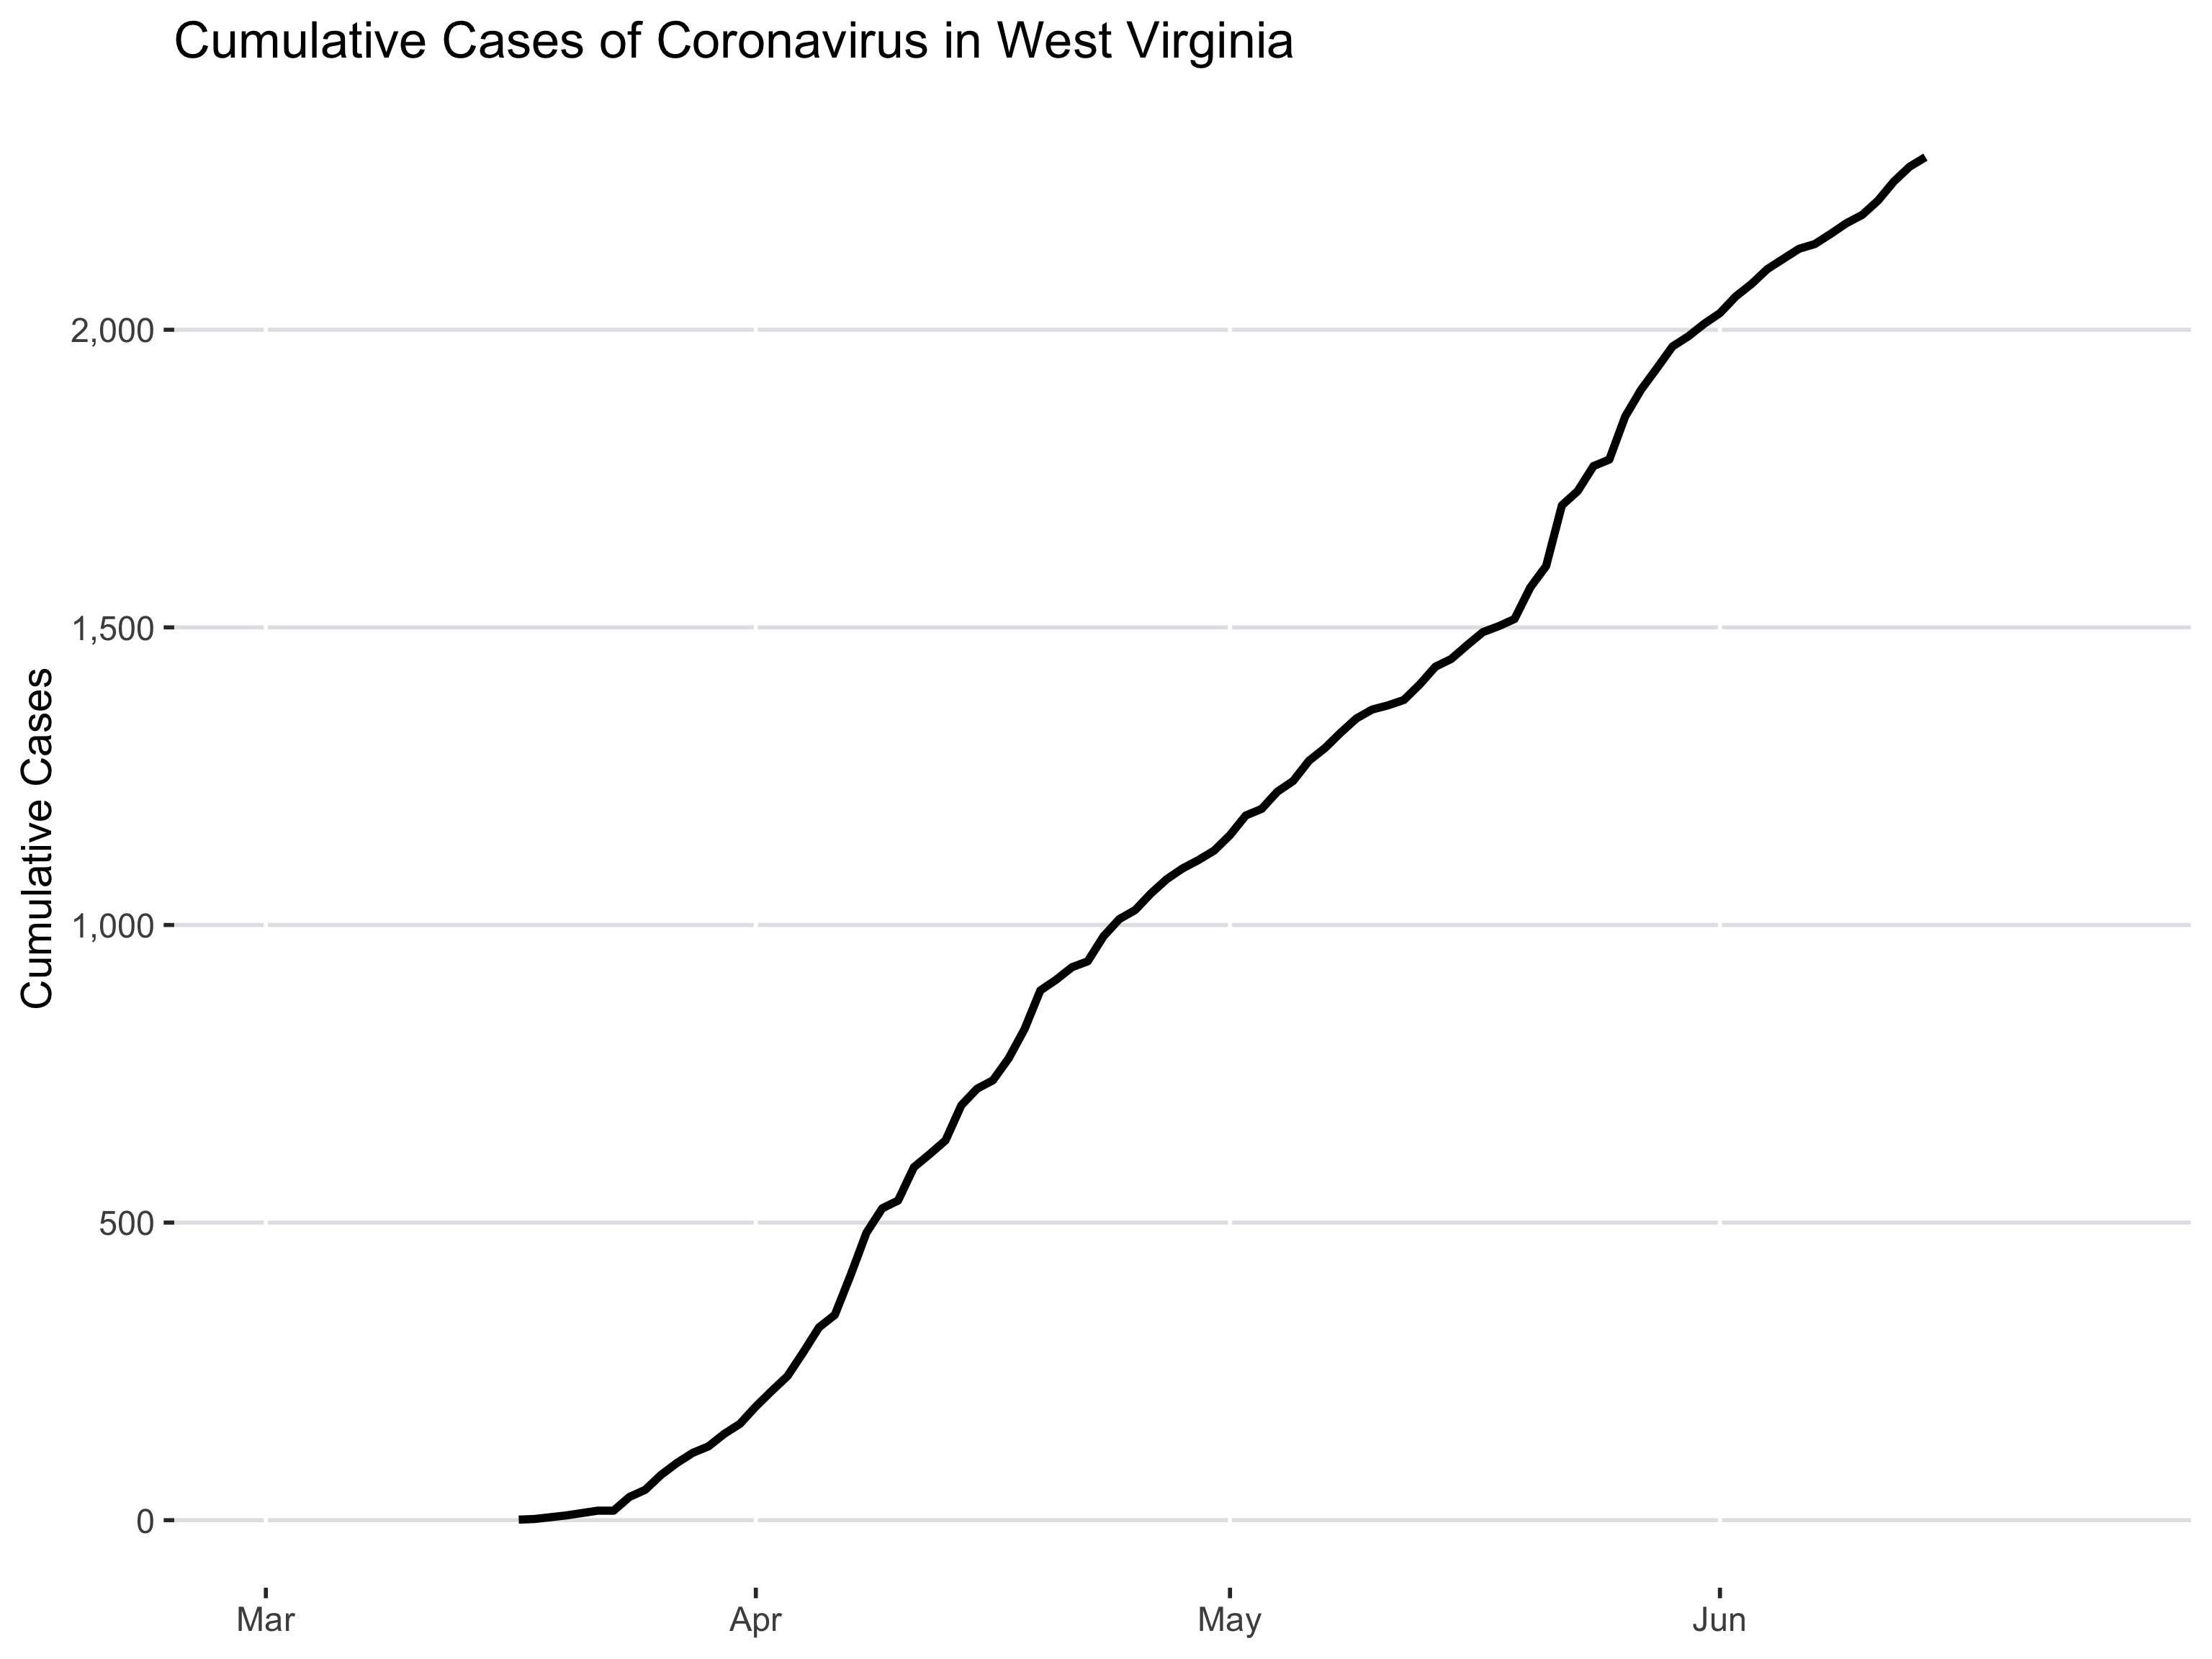 Cumulative Cases of Coronavirus in West Virginia
Cumulative Cases
2,000
1,500
1,000
500
0
Mar
Apr
May
Jun